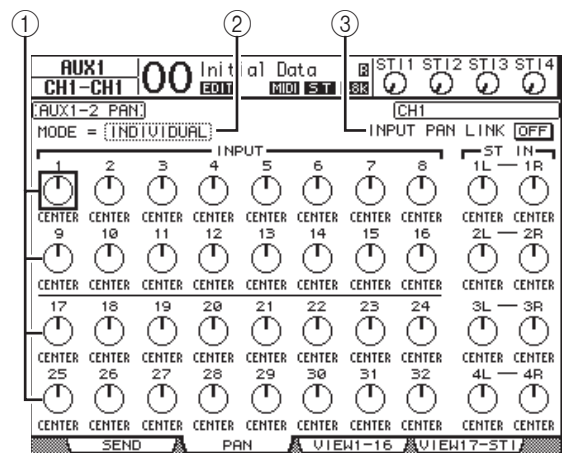 ① ② ③
AUX1 CH1-CH1 00 Initial Data EDIT MIDI ST B STI1 STI2 STI3 STI4
AUX1-2 PAN CH1
MODE = INDIVIDUAL INPUT PAN LINK OFF
INPUT ST IN
1 2 3 4 5 6 7 8 1L — 1R
CENTER CENTER CENTER CENTER CENTER CENTER CENTER CENTER CENTER CENTER
9 10 11 12 13 14 15 16 2L — 2R
CENTER CENTER CENTER CENTER CENTER CENTER CENTER CENTER CENTER CENTER
17 18 19 20 21 22 23 24 3L — 3R
CENTER CENTER CENTER CENTER CENTER CENTER CENTER CENTER CENTER CENTER
25 26 27 28 29 30 31 32 4L — 4R
CENTER CENTER CENTER CENTER CENTER CENTER CENTER CENTER CENTER CENTER
SEND PAN VIEW1-16 VIEW17-STI